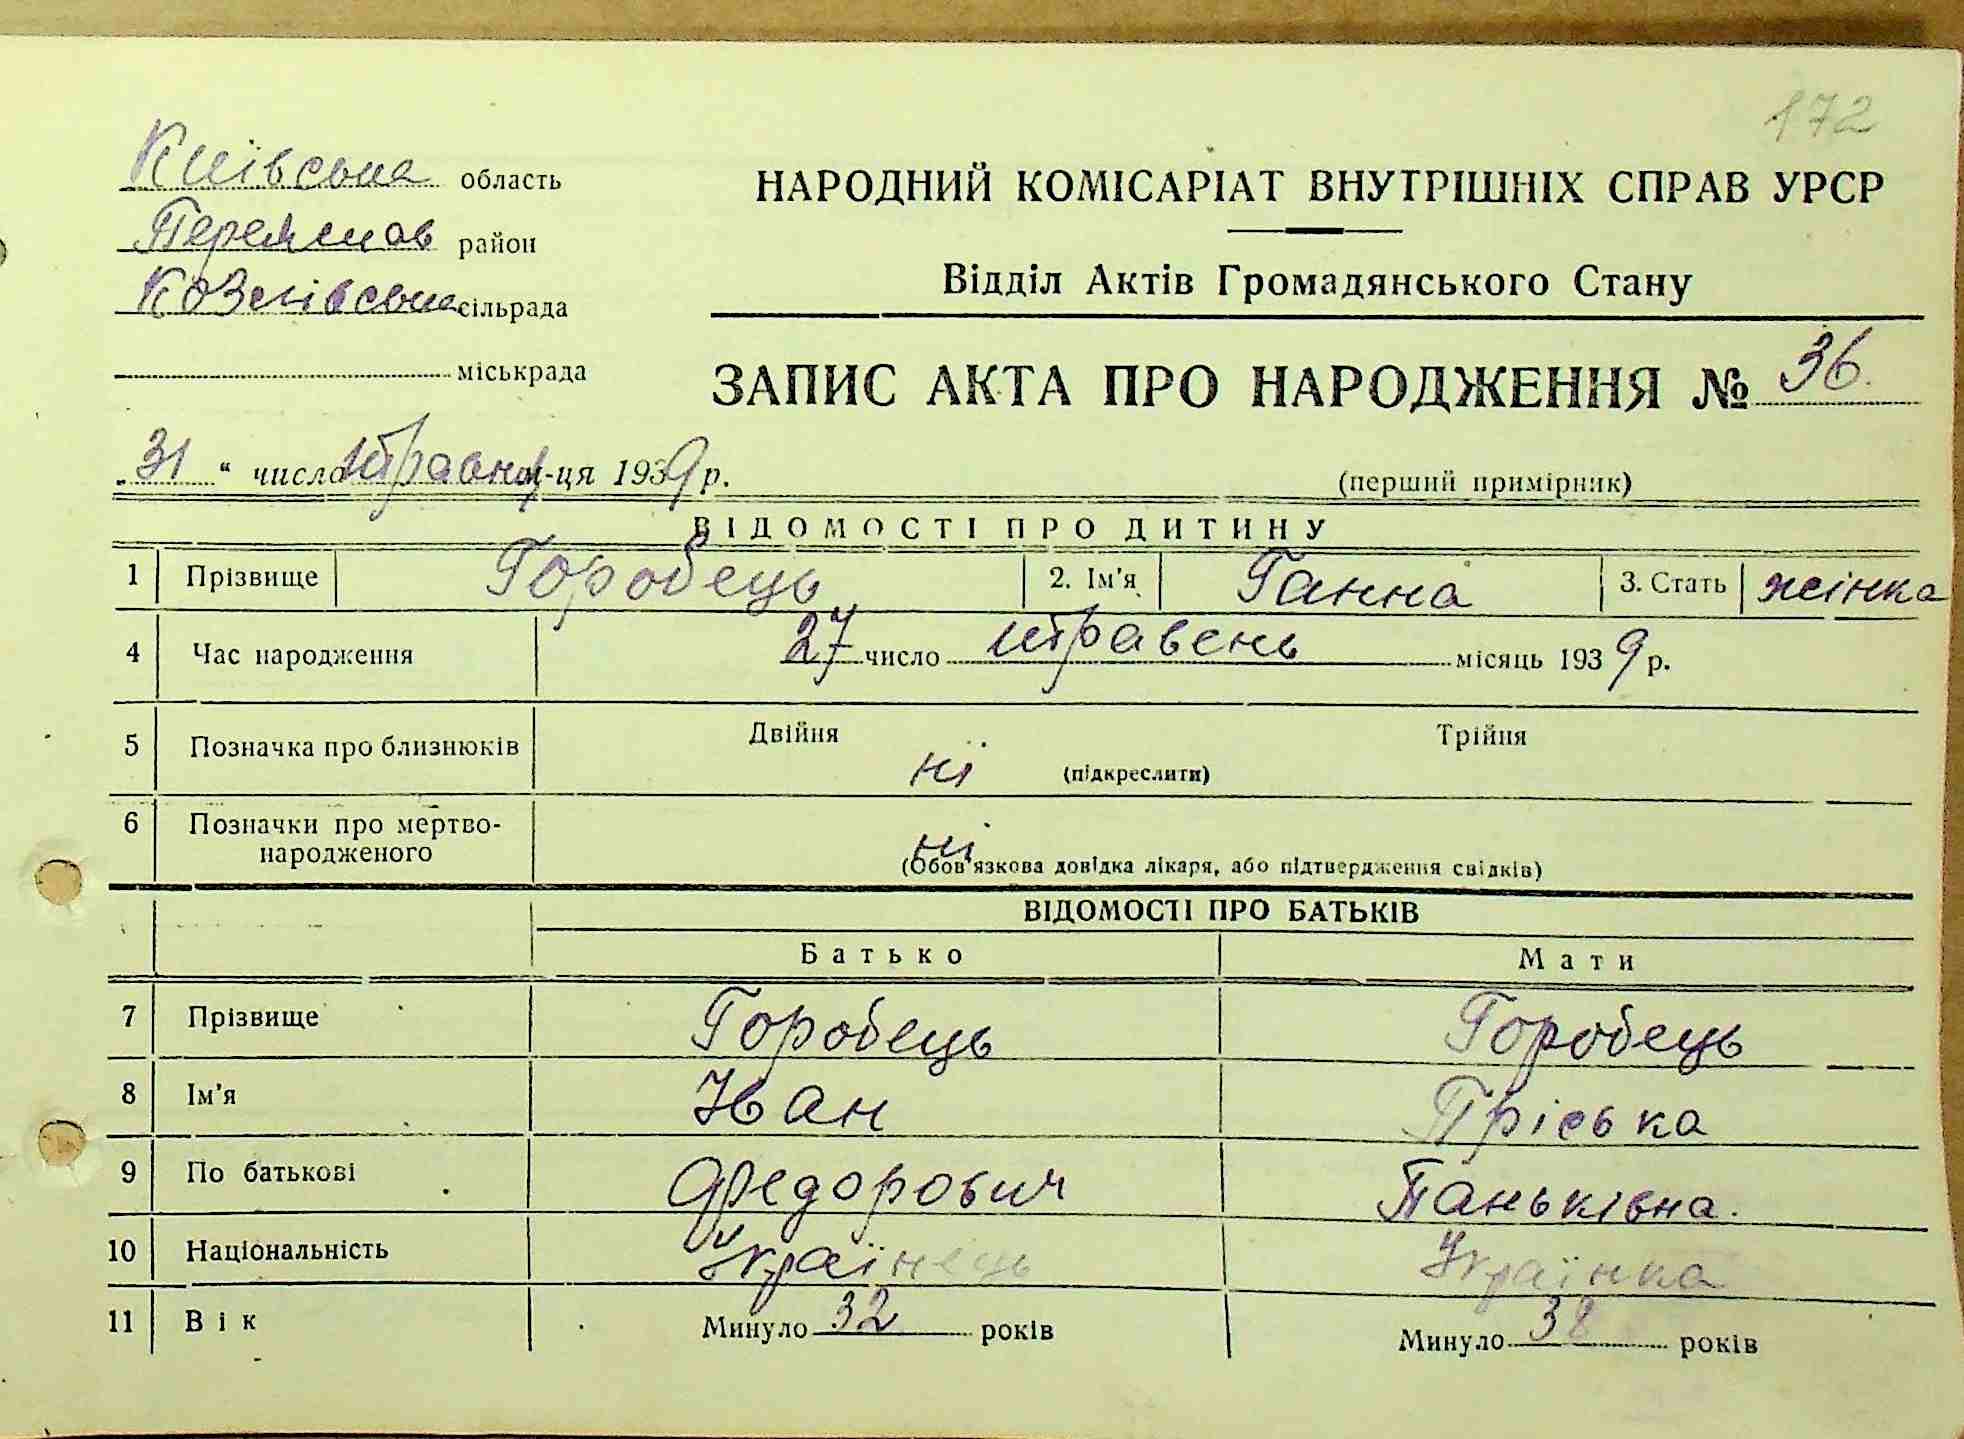 172
Київська область
НАРОДНИЙ КОМІСАРІАТ ВНУТРІШНІХ СПРАВ УРСР
Переяслов район
Відділ Актів Громадянського Стану
Козлівська сільрада
міськрада
ЗАПИС АКТА ПРО НАРОДЖЕННЯ № 36.
„31“ числа травня м-ця 1939 р.
(перший примірник)
ВІДОМОСТІ ПРО ДИТИНУ
1 Прізвище Горобець 2. Ім'я Ганна 3. Стать жінка
4 Час народження 27 число травень місяць 1939 р.
5 Позначка про близнюків Двійня ні (підкреслити) Трійня
6 Позначки про мертво-
народженого ні (Обов'язкова довідка лікаря, або підтвердження свідків)
ВІДОМОСТІ ПРО БАТЬКІВ
Батько Мати
7 Прізвище Горобець Горобець
8 Ім'я Іван Пріська
9 По батькові Федорович Паньківна.
10 Національність Українець Українка
11 Вік Минуло 32 років Минуло 38 років